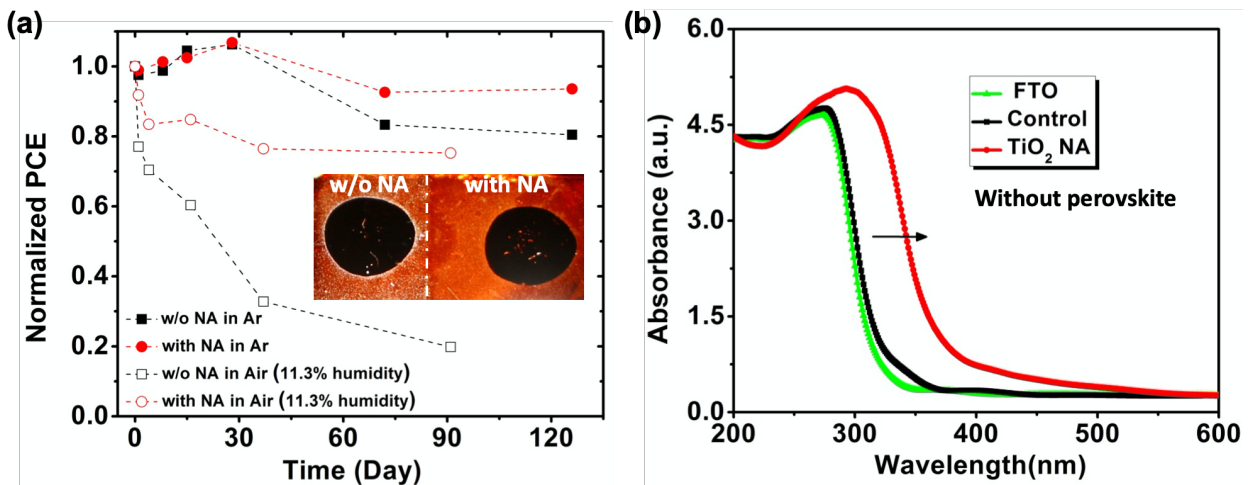 (a)
Normalized PCE
1.0
0.8
0.6
0.4
0.2
0.0
w/o NA
with NA
w/o NA in Ar
with NA in Ar
w/o NA in Air (11.3% humidity)
with NA in Air (11.3% humidity)
0 30 60 90 120
Time (Day)
(b)
Absorbance (a.u.)
6.0
4.5
3.0
1.5
0.0
FTO
Control
TiO₂ NA
Without perovskite
200 300 400 500 600
Wavelength(nm)